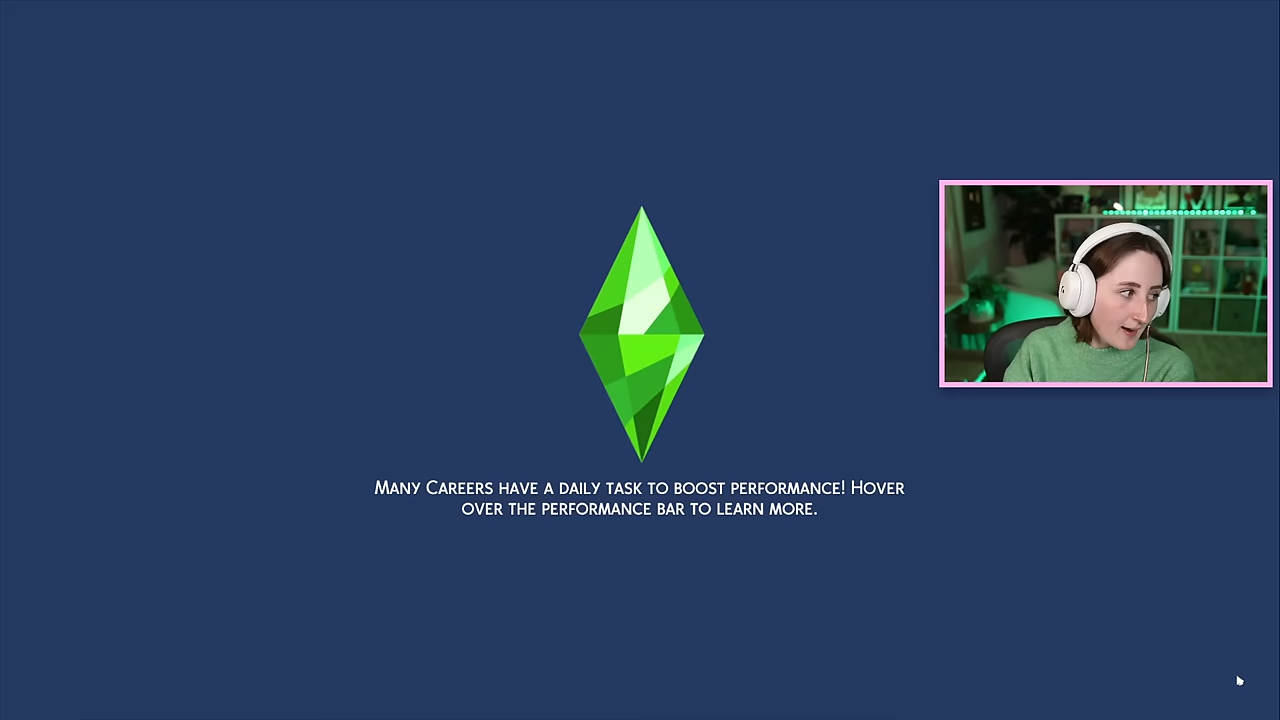 Many Careers have a daily task to boost performance! Hover
over the performance bar to learn more.